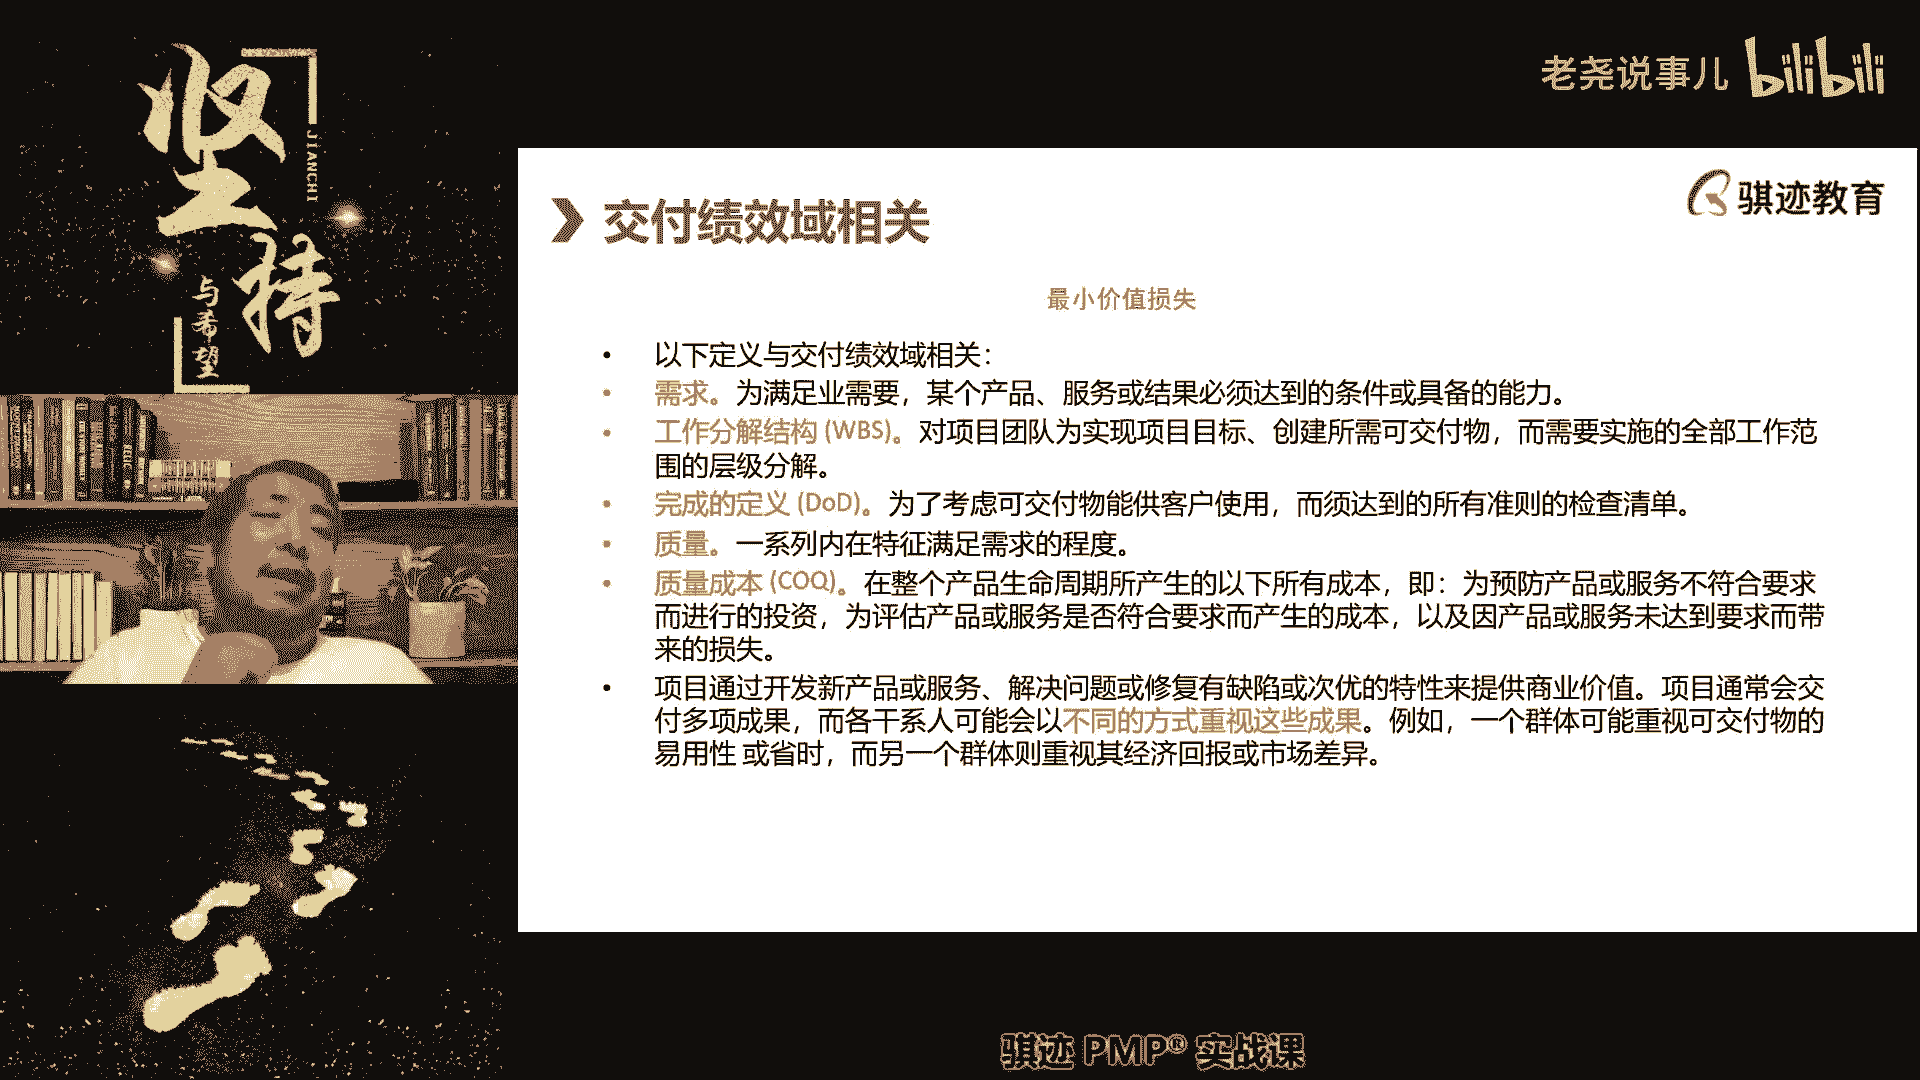 坚持
JIANCHI
与希望
老尧说事儿 bilibili
骐迹教育
交付绩效域相关
最小价值损失
• 以下定义与交付绩效域相关：
• 需求。为满足业需要，某个产品、服务或结果必须达到的条件或具备的能力。
• 工作分解结构 (WBS)。对项目团队为实现项目目标、创建所需可交付物，而需要实施的全部工作范
围的层级分解。
• 完成的定义 (DoD)。为了考虑可交付物能供客户使用，而须达到的所有准则的检查清单。
• 质量。一系列内在特征满足需求的程度。
• 质量成本 (COQ)。在整个产品生命周期所产生的以下所有成本，即：为预防产品或服务不符合要求
而进行的投资，为评估产品或服务是否符合要求而产生的成本，以及因产品或服务未达到要求而带
来的损失。
• 项目通过开发新产品或服务、解决问题或修复有缺陷或次优的特性来提供商业价值。项目通常会交
付多项成果，而各干系人可能会以不同的方式重视这些成果。例如，一个群体可能重视可交付物的
易用性 或省时，而另一个群体则重视其经济回报或市场差异。
骐迹 PMP® 实战课